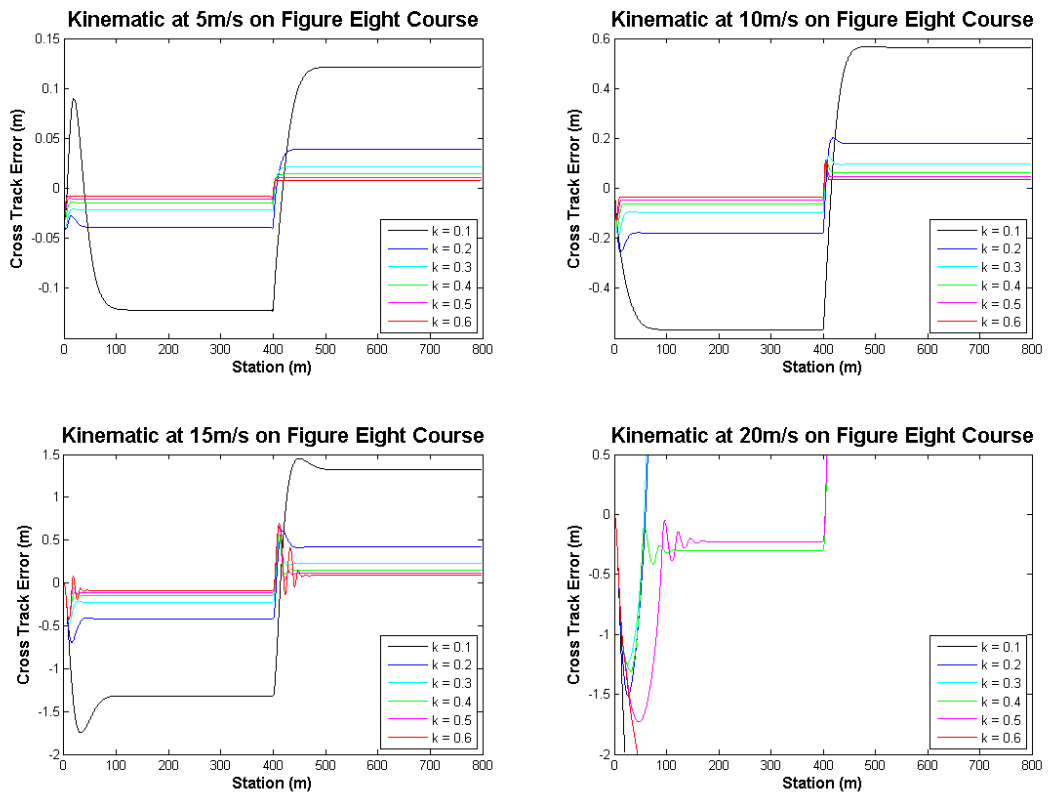 Kinematic at 5m/s on Figure Eight Course
Cross Track Error (m)
0.15
0.1
0.05
0
-0.05
-0.1
0 100 200 300 400 500 600 700 800
Station (m)
k = 0.1
k = 0.2
k = 0.3
k = 0.4
k = 0.5
k = 0.6
Kinematic at 10m/s on Figure Eight Course
Cross Track Error (m)
0.6
0.4
0.2
0
-0.2
-0.4
0 100 200 300 400 500 600 700 800
Station (m)
k = 0.1
k = 0.2
k = 0.3
k = 0.4
k = 0.5
k = 0.6
Kinematic at 15m/s on Figure Eight Course
Cross Track Error (m)
1.5
1
0.5
0
-0.5
-1
-1.5
-2
0 100 200 300 400 500 600 700 800
Station (m)
k = 0.1
k = 0.2
k = 0.3
k = 0.4
k = 0.5
k = 0.6
Kinematic at 20m/s on Figure Eight Course
Cross Track Error (m)
0.5
0
-0.5
-1
-1.5
-2
0 100 200 300 400 500 600 700 800
Station (m)
k = 0.1
k = 0.2
k = 0.3
k = 0.4
k = 0.5
k = 0.6